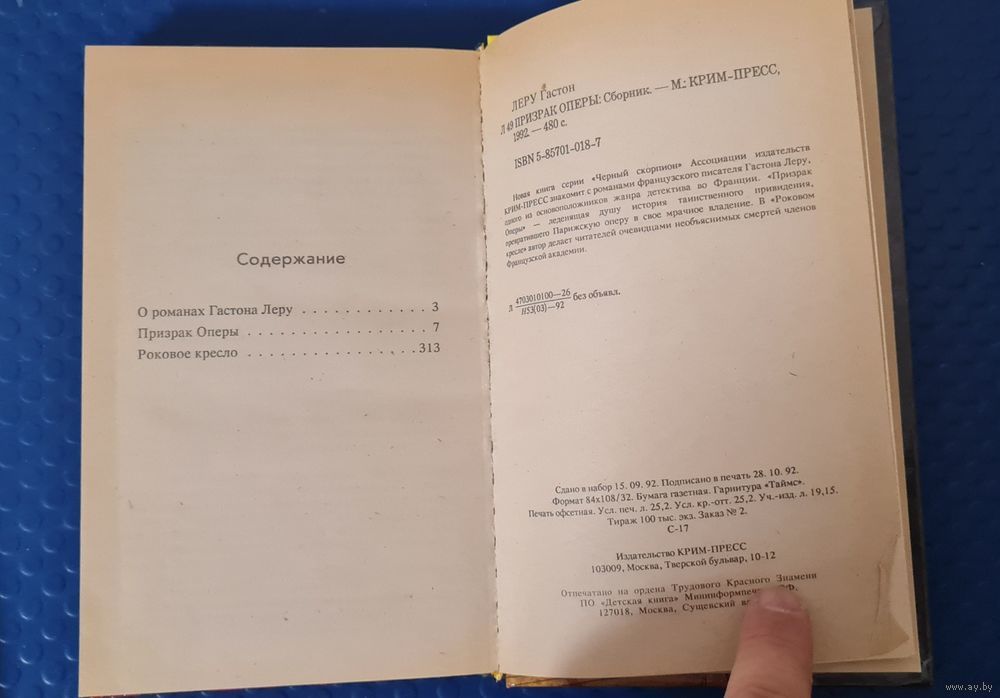 Содержание
О романах Гастона Леру . . . . . . . . . . . . 3
Призрак Оперы . . . . . . . . . . . . . . . . . 7
Роковое кресло . . . . . . . . . . . . . . . . 313
ЛЕРУ Гастон
Л 49 ПРИЗРАК ОПЕРЫ: Сборник. — М.: КРИМ-ПРЕСС,
1992. — 480 с.
ISBN 5-85701-018-7
Новая книга серии «Черный скорпион» Ассоциации издательств
КРИМ-ПРЕСС знакомит с романами французского писателя Гастона Леру,
одного из основоположников жанра детектива во Франции. «Призрак
Оперы» — леденящая душу история таинственного привидения,
превратившего Парижскую оперу в свое мрачное владение. В «Роковом
кресле» автор делает читателей очевидцами необъяснимых смертей членов
Французской академии.
Л 4703010100—26
Н53(03)—92 без объявл.
Сдано в набор 15. 09. 92. Подписано в печать 28. 10. 92.
Формат 84x108/32. Бумага газетная. Гарнитура «Таймс».
Печать офсетная. Усл. печ. л. 25,2. Усл. кр.-отт. 25,2. Уч.-изд. л. 19,15.
Тираж 100 тыс. экз. Заказ № 2.
С-17
Издательство КРИМ-ПРЕСС
103009, Москва, Тверской бульвар, 10-12
Отпечатано на ордена Трудового Красного Знамени
ПО «Детская книга» Мининформпеч РФ.
127018, Москва, Сущевский
www.ay.by